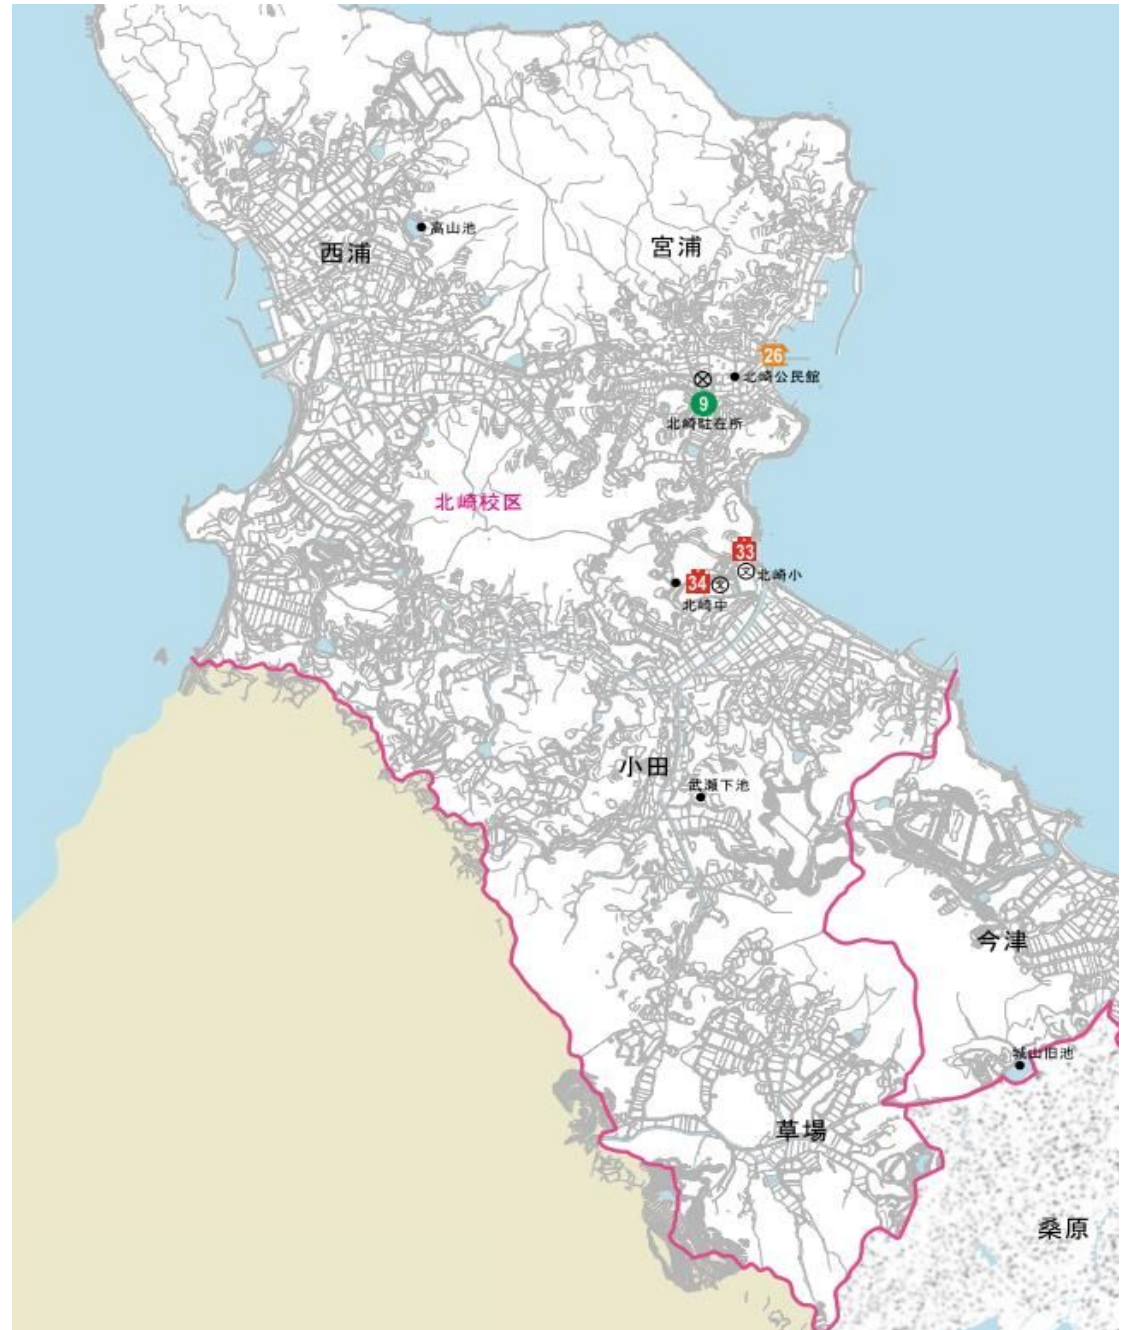 高山池
西浦
宮浦
26
北崎公民館
9
北崎駐在所
北崎校区
33
北崎小
34
北崎中
小田
武瀬下池
今津
城山旧池
草場
桑原